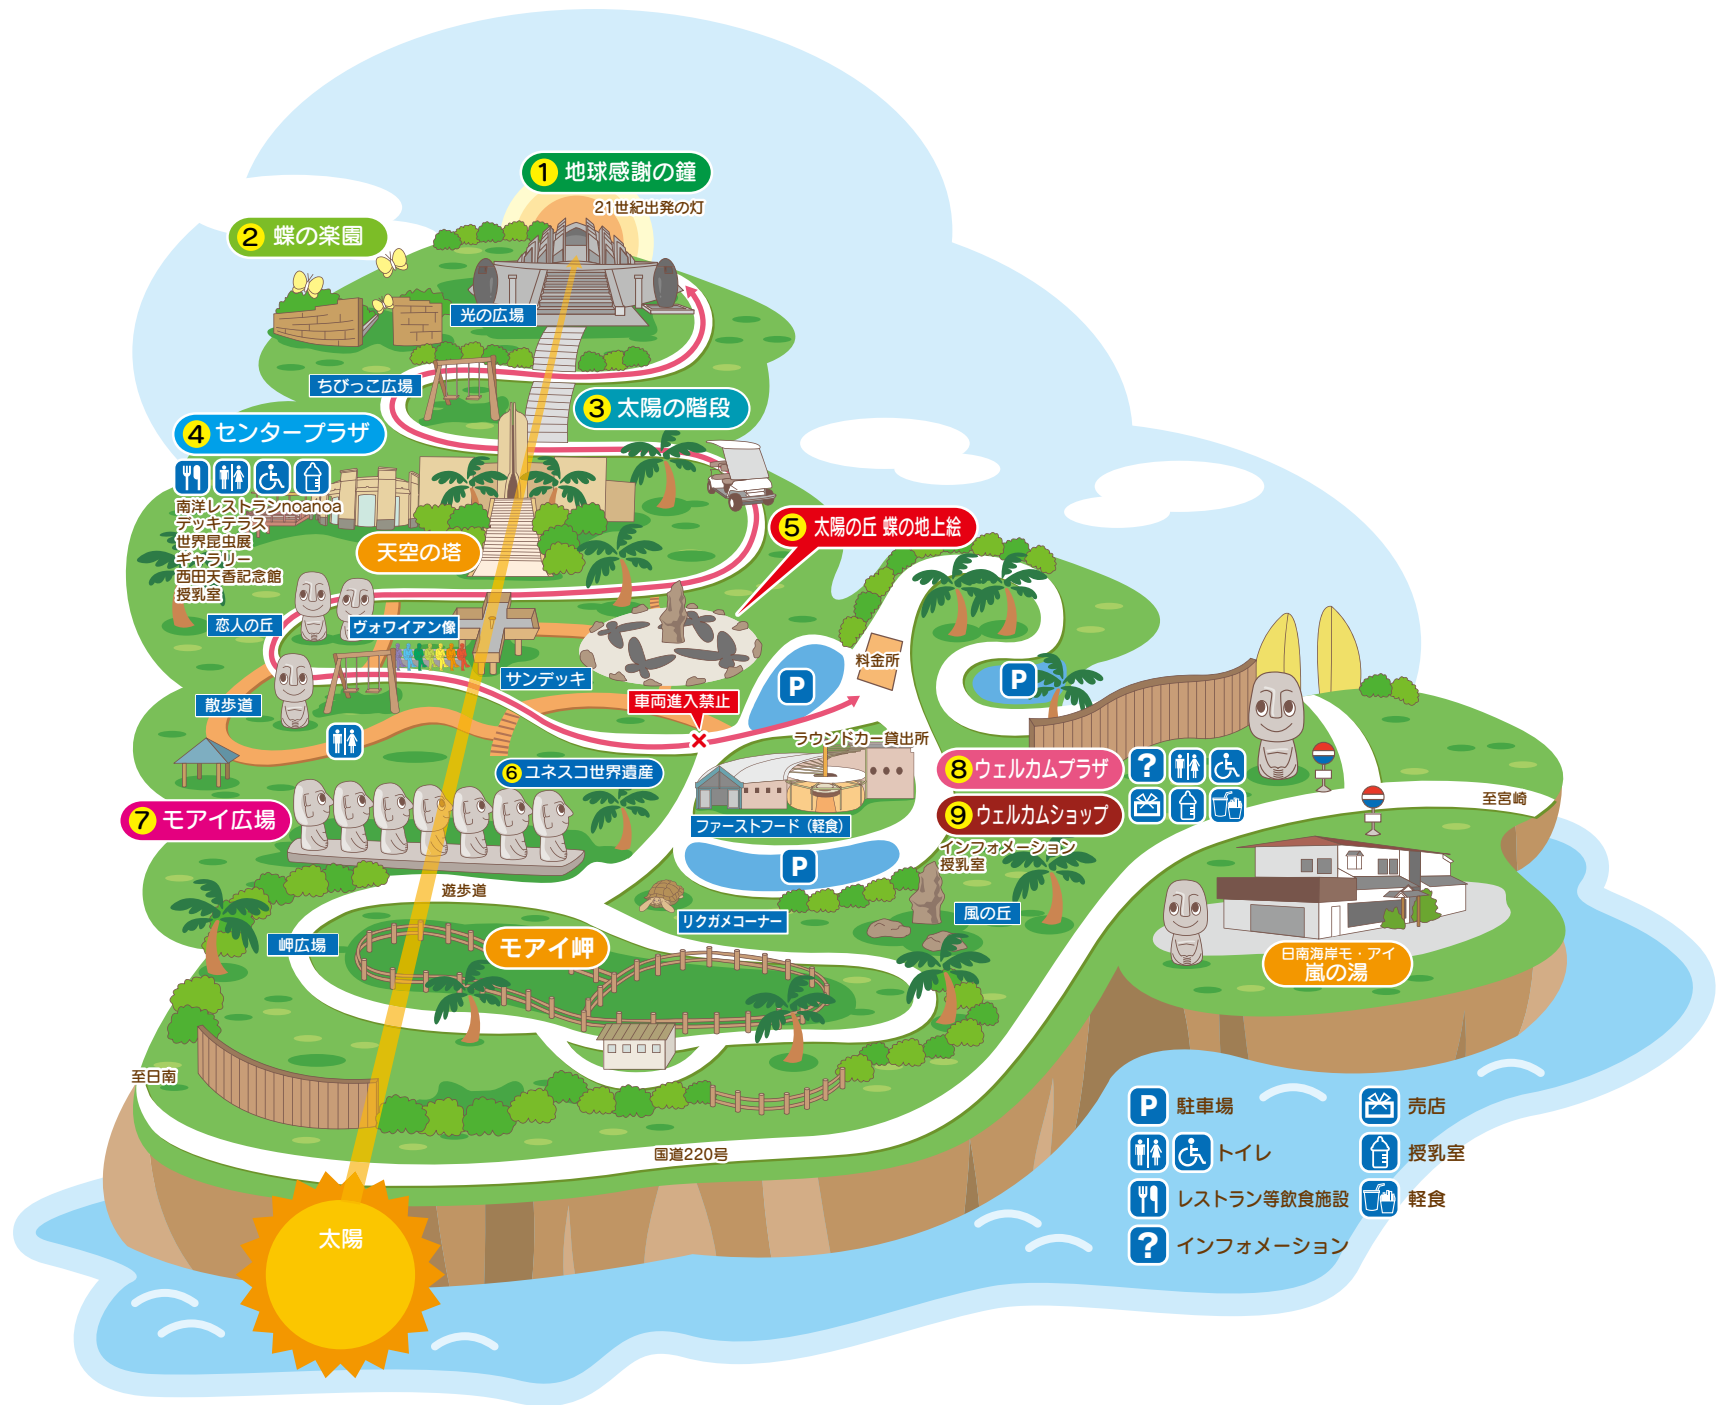 1 地球感謝の鐘
21世紀出発の灯
2 蝶の楽園
光の広場
ちびっこ広場
3 太陽の階段
4 センタープラザ
南洋レストランnoanoa
デッキテラス
世界昆虫展
ギャラリー
西田天香記念館
授乳室
天空の塔
5 太陽の丘 蝶の地上絵
恋人の丘
ヴォワイアン像
サンデッキ
散歩道
車両進入禁止
P
料金所
P
ラウンドカー貸出所
6 ユネスコ世界遺産
7 モアイ広場
8 ウェルカムプラザ
?
9 ウェルカムショップ
インフォメーション
授乳室
至宮崎
ファーストフード（軽食）
P
遊歩道
リクガメコーナー
風の丘
岬広場
モアイ岬
日南海岸モ・アイ
嵐の湯
至日南
国道220号
太陽
P 駐車場
トイレ
レストラン等飲食施設
? インフォメーション
売店
授乳室
軽食